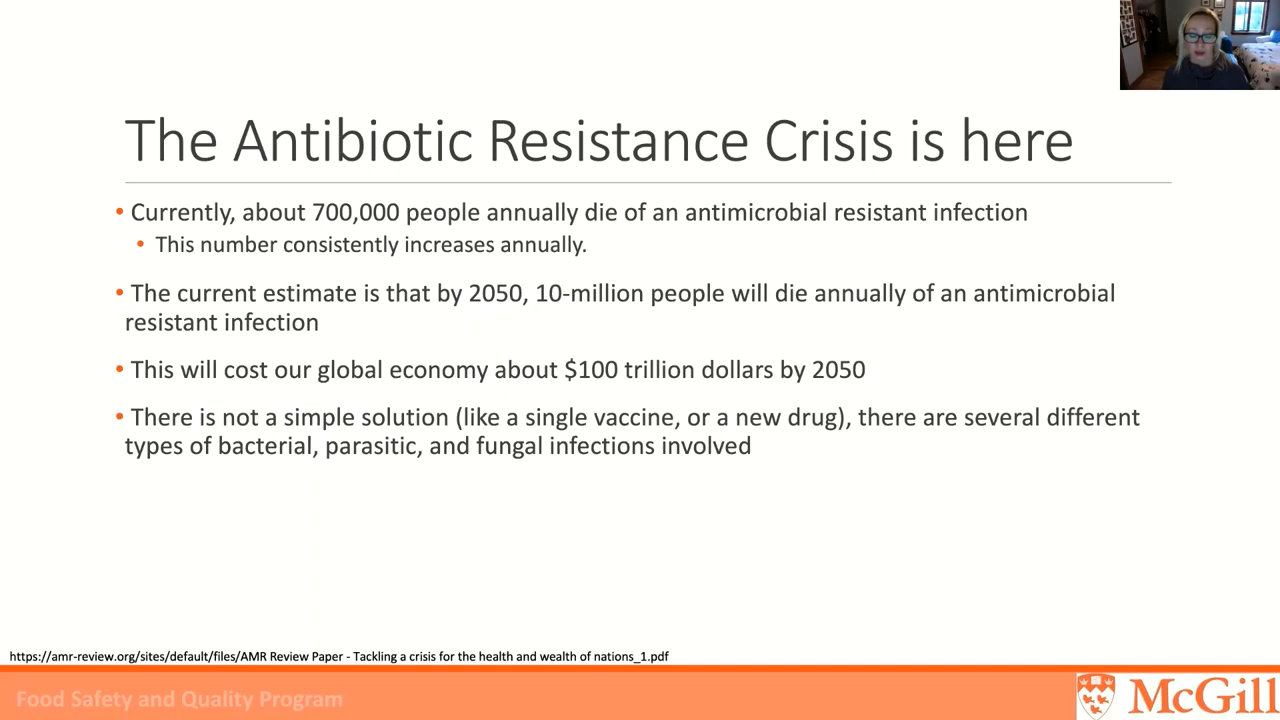 The Antibiotic Resistance Crisis is here
• Currently, about 700,000 people annually die of an antimicrobial resistant infection
• This number consistently increases annually.
• The current estimate is that by 2050, 10-million people will die annually of an antimicrobial
resistant infection
• This will cost our global economy about $100 trillion dollars by 2050
• There is not a simple solution (like a single vaccine, or a new drug), there are several different
types of bacterial, parasitic, and fungal infections involved
https://amr-review.org/sites/default/files/AMR Review Paper - Tackling a crisis for the health and wealth of nations_1.pdf
Food Safety and Quality Program
McGill